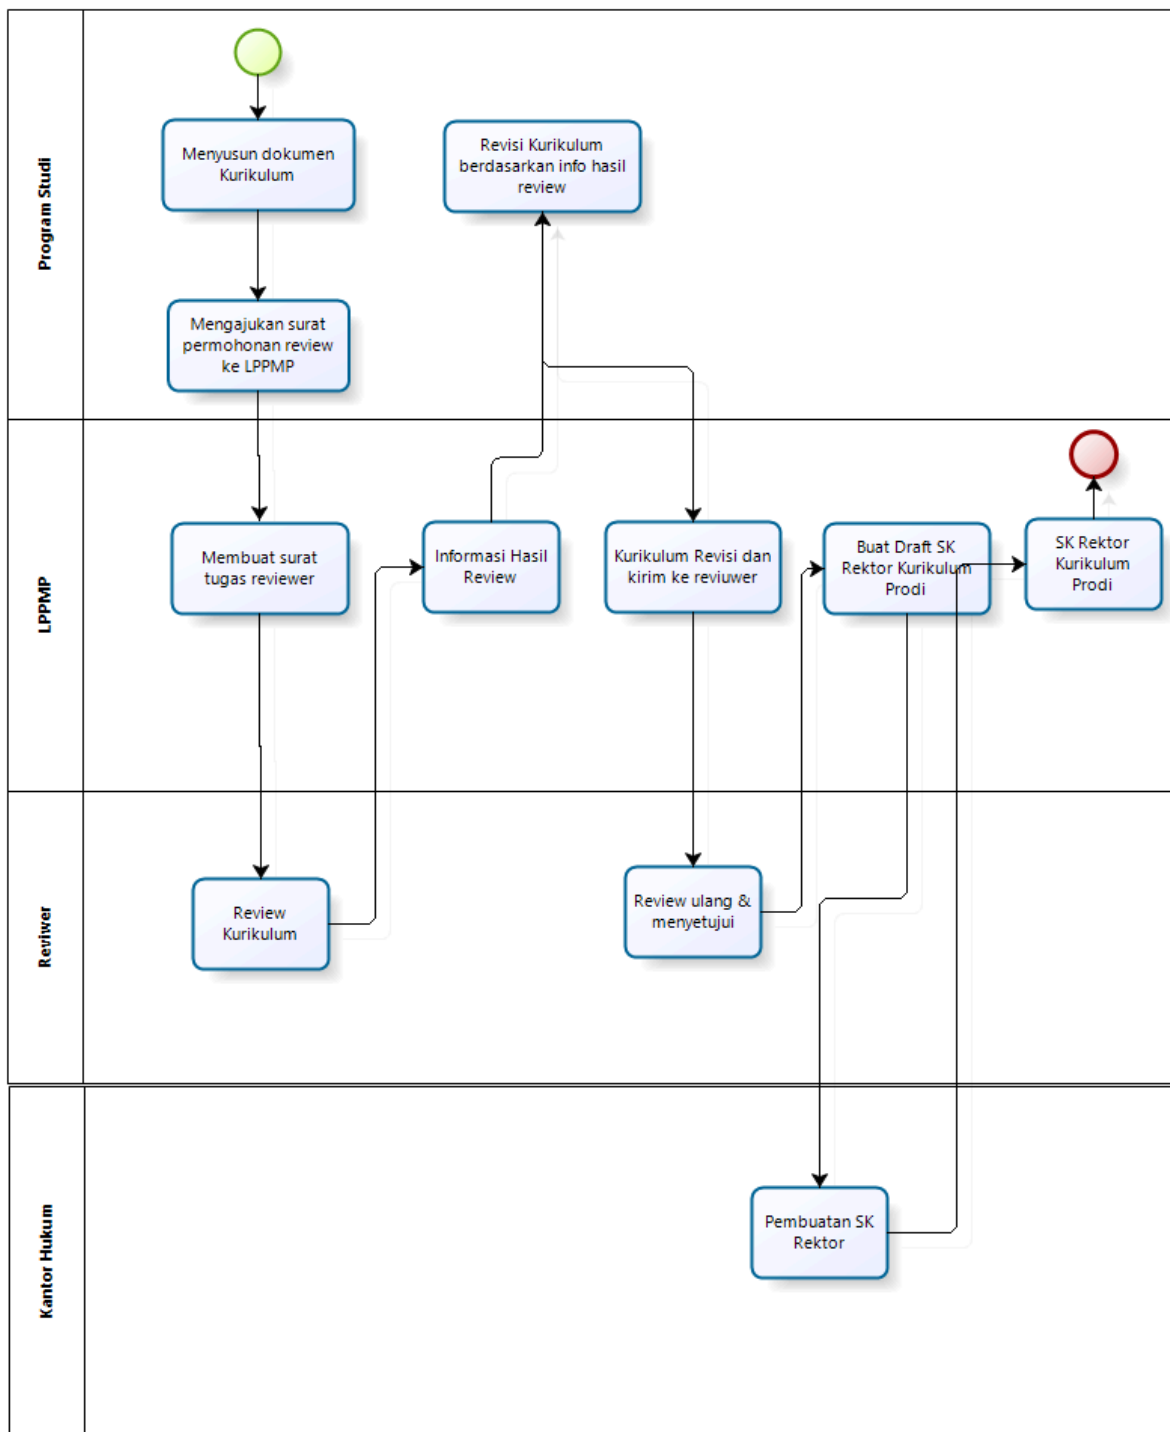 Program Studi
Menyusun dokumen
Kurikulum
Revisi Kurikulum
berdasarkan info hasil
review
Mengajukan surat
permohonan review
ke LPPMP
LPPMP
Membuat surat
tugas reviewer
Informasi Hasil
Review
Kurikulum Revisi dan
kirim ke reviuwer
Buat Draft SK
Rektor Kurikulum
Prodi
SK Rektor
Kurikulum
Prodi
Reviwer
Review
Kurikulum
Review ulang &
menyetujui
Kantor Hukum
Pembuatan SK
Rektor